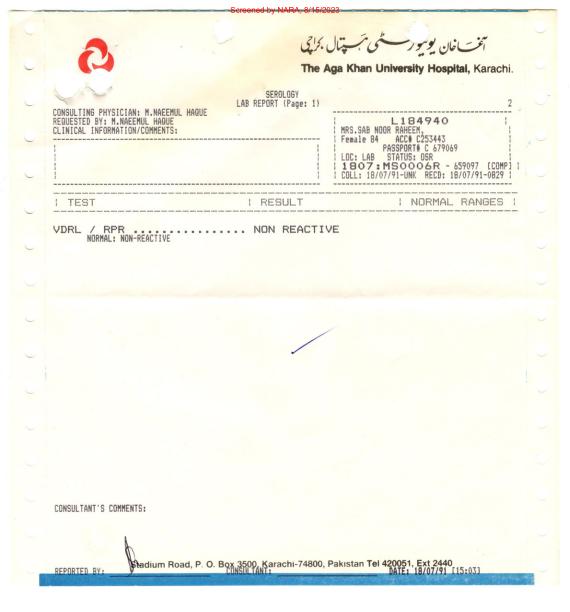 Screened by NARA, 8/15/2023
آغا خان یونیورسٹی ہسپتال کراچی
The Aga Khan University Hospital, Karachi.
SEROLOGY
LAB REPORT (Page: 1)
2
CONSULTING PHYSICIAN: M.NAEEMUL HAQUE
REQUESTED BY: M.NAEEMUL HAQUE
CLINICAL INFORMATION/COMMENTS:
L184940
MRS.SAB NOOR RAHEEM,
Female 84 ACC# C253443
PASSPORT# C 679069
LOC: LAB STATUS: OSR
1807:MS0006R - 659097 [COMP]
COLL: 18/07/91-UNK RECD: 18/07/91-0829
| TEST | RESULT | NORMAL RANGES |
VDRL / RPR ................ NON REACTIVE
NORMAL: NON-REACTIVE
CONSULTANT'S COMMENTS:
Stadium Road, P. O. Box 3500, Karachi-74800, Pakistan Tel 420051, Ext 2440
REPORTED BY: CONSULTANT: DATE: 18/07/91 [15:03]